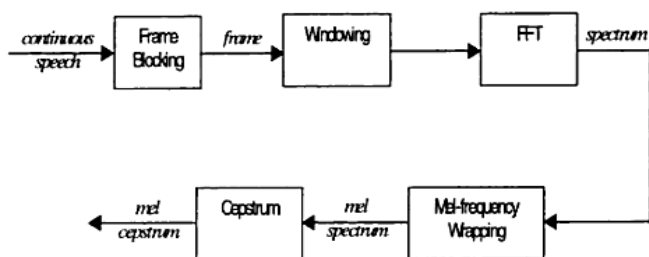 continuous
speech
Frame
Blocking
frame
Windowing
FFT
spectrum
mel
cepstrum
Cepstrum
mel
spectrum
Mel-frequency
Wrapping